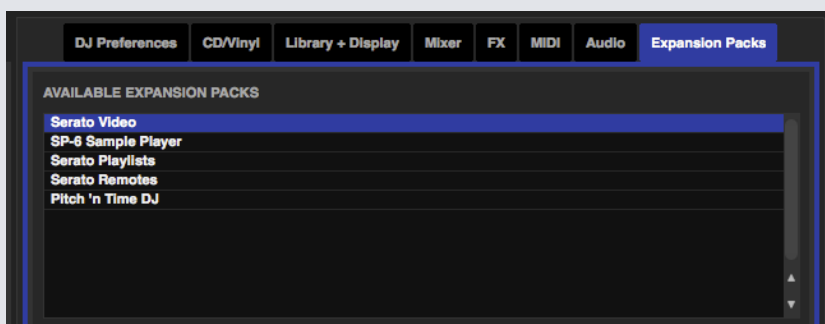 DJ Preferences CD/Vinyl Library + Display Mixer FX MIDI Audio Expansion Packs
AVAILABLE EXPANSION PACKS
Serato Video
SP-6 Sample Player
Serato Playlists
Serato Remotes
Pitch 'n Time DJ